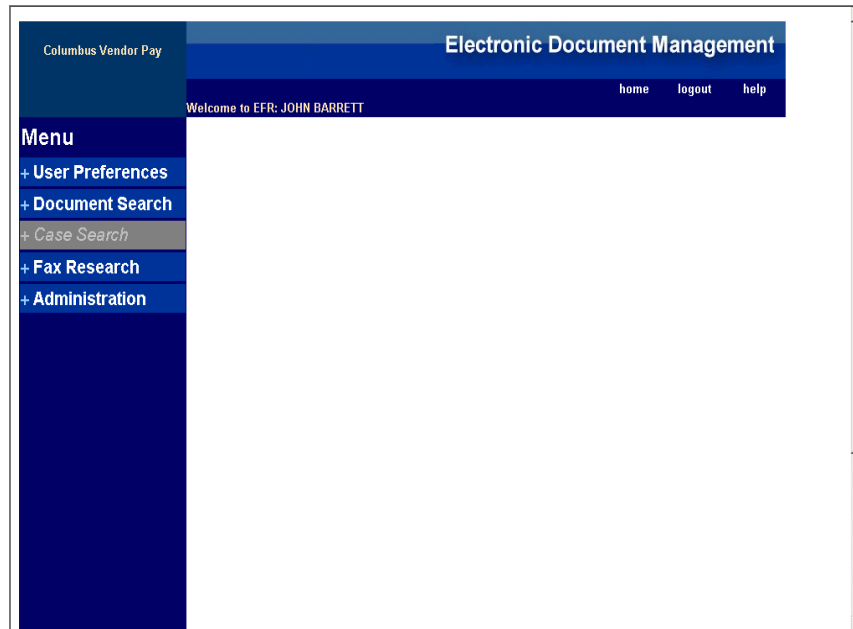 Columbus Vendor Pay
Electronic Document Management
home logout help
Welcome to EFR: JOHN BARRETT
Menu
+ User Preferences
+ Document Search
+ Case Search
+ Fax Research
+ Administration